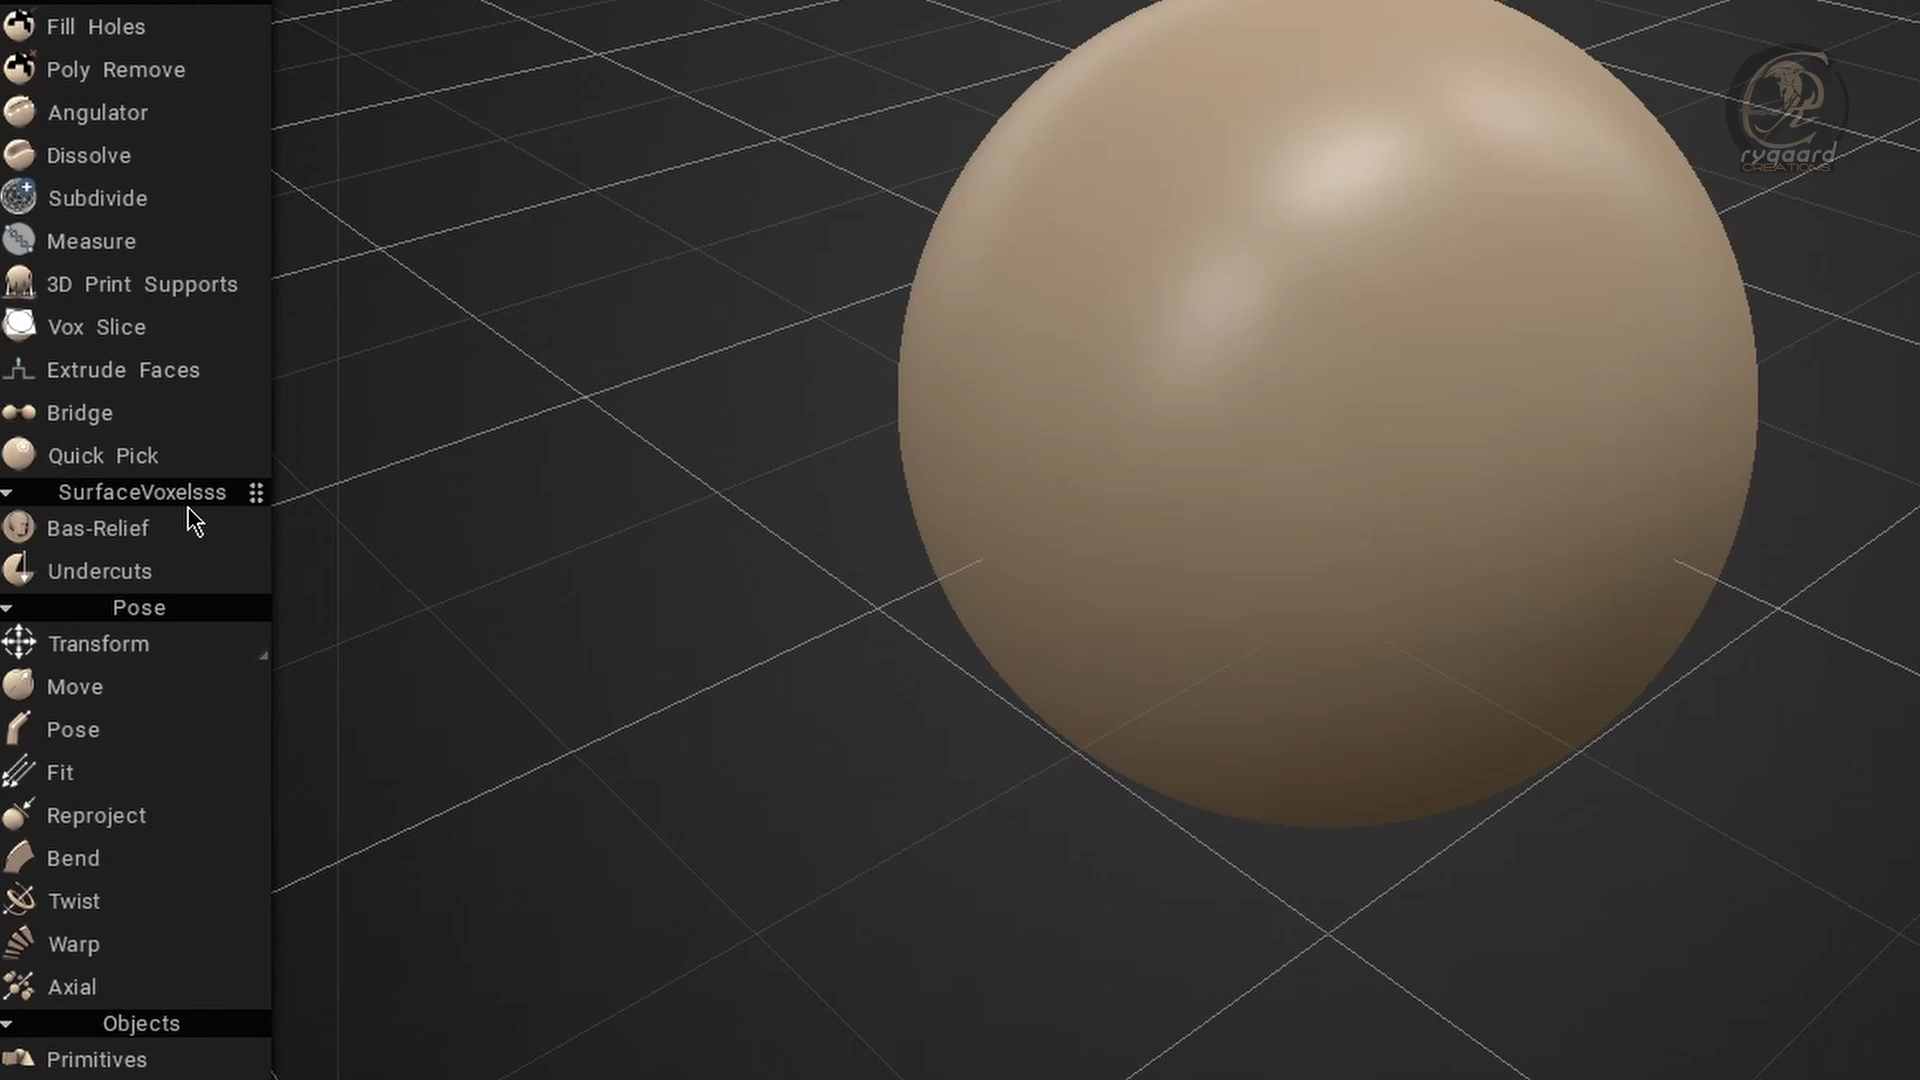 Fill Holes
Poly Remove
Angulator
Dissolve
Subdivide
Measure
3D Print Supports
Vox Slice
Extrude Faces
Bridge
Quick Pick
SurfaceVoxelsss
Bas-Relief
Undercuts
Pose
Transform
Move
Pose
Fit
Reproject
Bend
Twist
Warp
Axial
Objects
Primitives
rygaard
CREATIONS